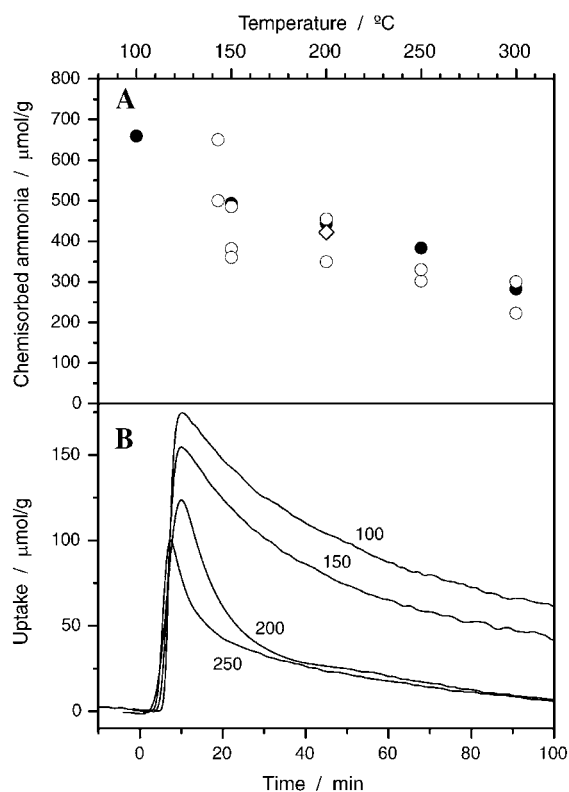 Temperature / ºC
100 150 200 250 300
A
Chemisorbed ammonia / μmol/g
800
700
600
500
400
300
200
100
0
B
Uptake / μmol/g
150
100
50
0
100
150
200
250
0 20 40 60 80 100
Time / min